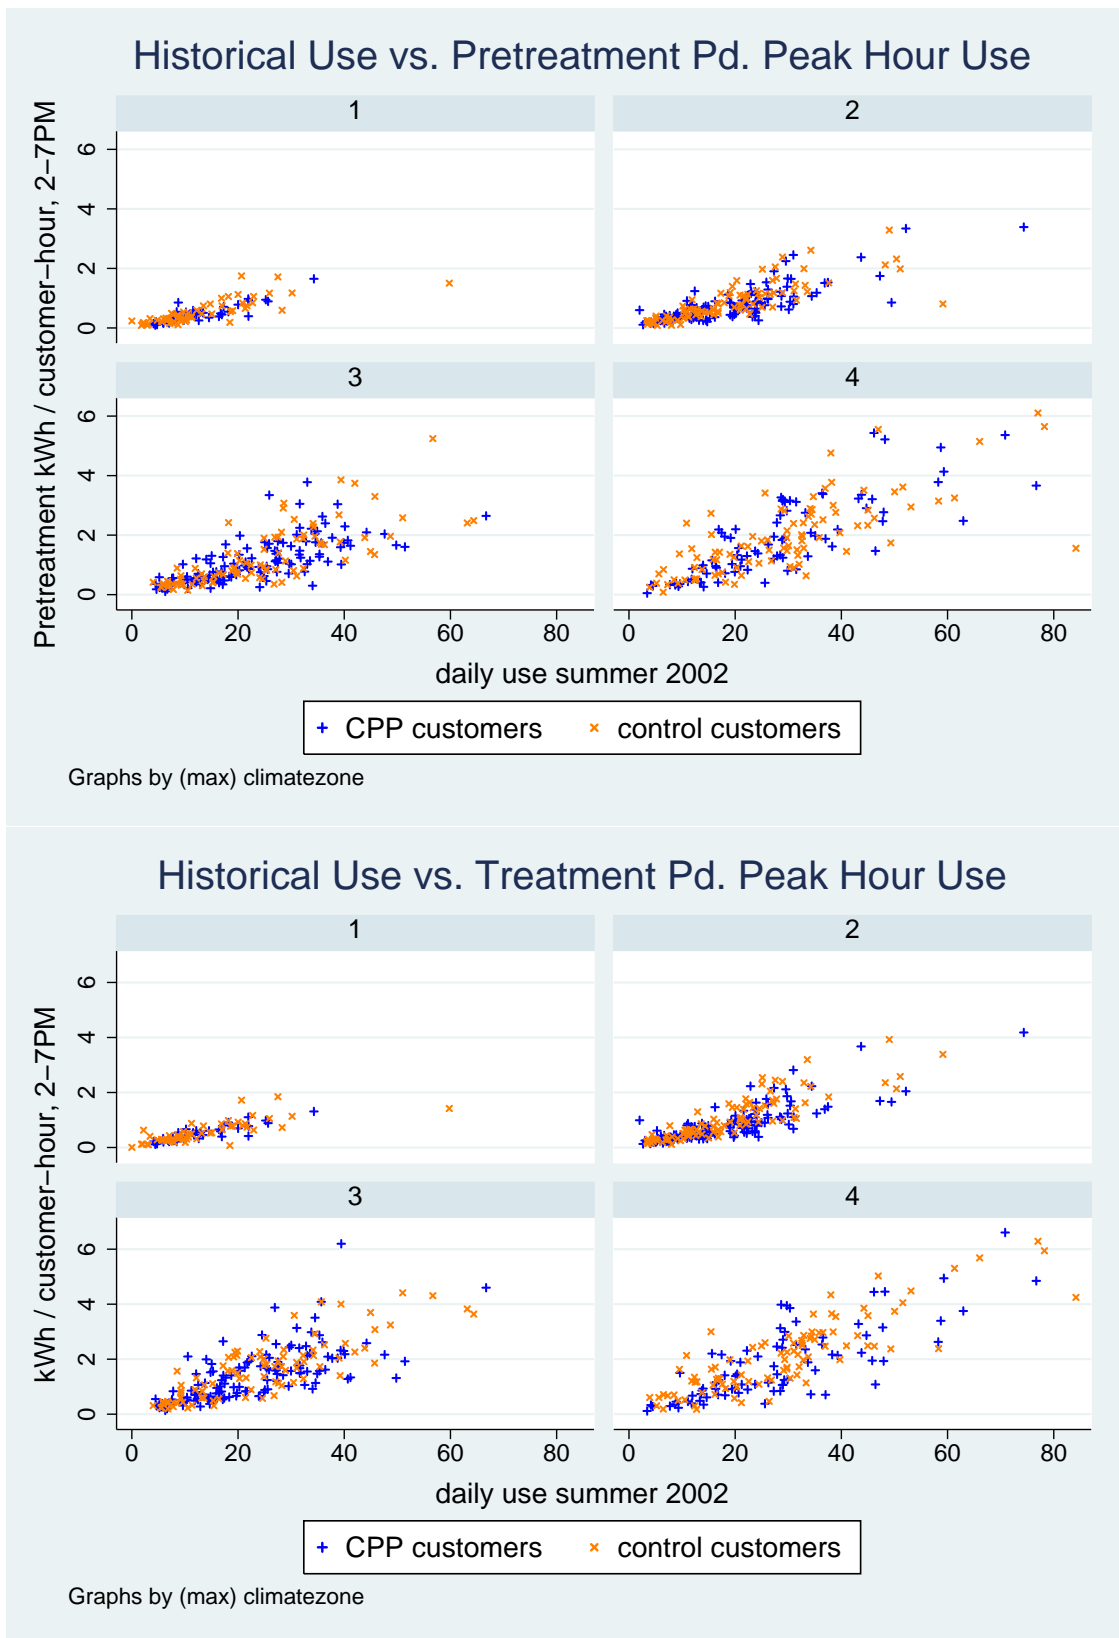 Historical Use vs. Pretreatment Pd. Peak Hour Use
Pretreatment kWh / customer−hour, 2−7PM
1
2
6
4
2
0
3
4
6
4
2
0
0 20 40 60 80
0 20 40 60 80
daily use summer 2002
CPP customers
control customers
Graphs by (max) climatezone
Historical Use vs. Treatment Pd. Peak Hour Use
kWh / customer−hour, 2−7PM
1
2
6
4
2
0
3
4
6
4
2
0
0 20 40 60 80
0 20 40 60 80
daily use summer 2002
CPP customers
control customers
Graphs by (max) climatezone